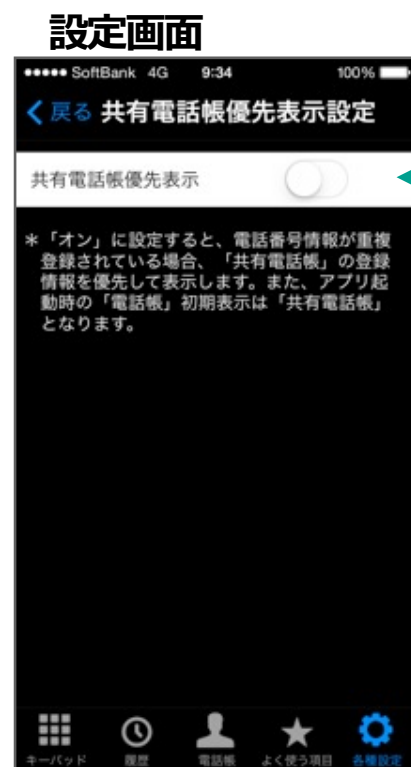 設定画面
SoftBank 4G 9:34 100%
戻る 共有電話帳優先表示設定
共有電話帳優先表示
*「オン」に設定すると、電話番号情報が重複
登録されている場合、「共有電話帳」の登録
情報を優先して表示します。また、アプリ起
動時の「電話帳」初期表示は「共有電話帳」
となります。
キーパッド 履歴 電話帳 よく使う項目 各種設定